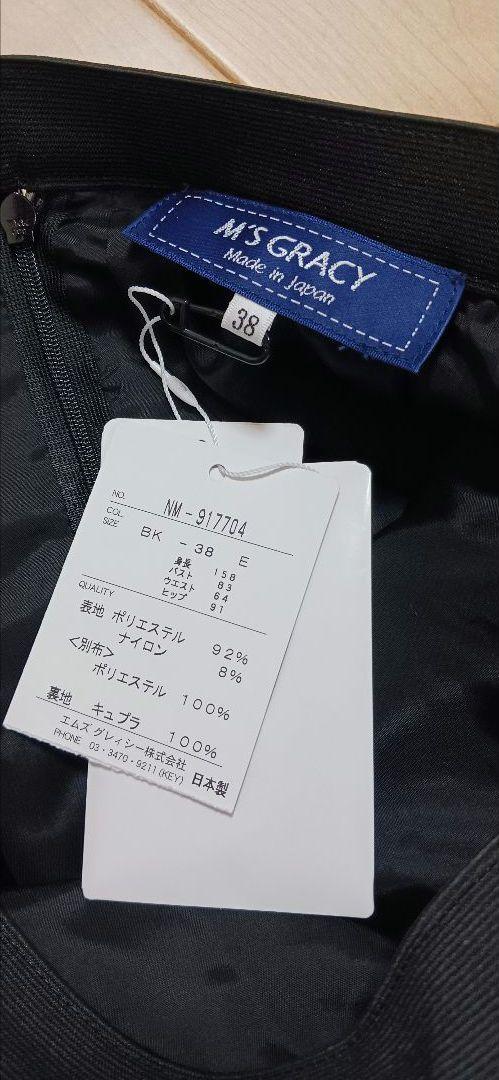 M'S GRACY
Made in Japan
38
NO. NM-917704
COL. SIZE BK - 38 E
身長 158
バスト 83
ウエスト 64
ヒップ 91
QUALITY
表地 ポリエステル 92%
ナイロン 8%
<別布>
ポリエステル 100%
裏地 キュプラ 100%
エムズグレイシー株式会社
PHONE 03・3470・9211(KEY) 日本製